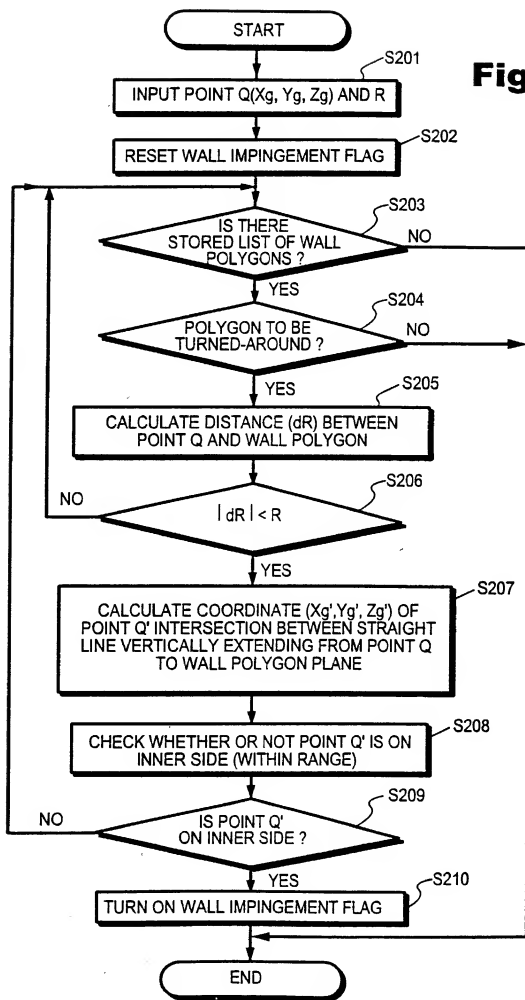 START
S201
Fig
INPUT POINT Q(Xg, Yg, Zg) AND R
S202
RESET WALL IMPINGEMENT FLAG
S203
IS THERE
STORED LIST OF WALL
POLYGONS ?
NO
YES
S204
POLYGON TO BE
TURNED-AROUND ?
NO
YES
S205
CALCULATE DISTANCE (dR) BETWEEN
POINT Q AND WALL POLYGON
S206
NO
| dR | < R
YES
S207
CALCULATE COORDINATE (Xg',Yg', Zg') OF
POINT Q' INTERSECTION BETWEEN STRAIGHT
LINE VERTICALLY EXTENDING FROM POINT Q
TO WALL POLYGON PLANE
S208
CHECK WHETHER OR NOT POINT Q' IS ON
INNER SIDE (WITHIN RANGE)
S209
NO
IS POINT Q'
ON INNER SIDE ?
YES
S210
TURN ON WALL IMPINGEMENT FLAG
END